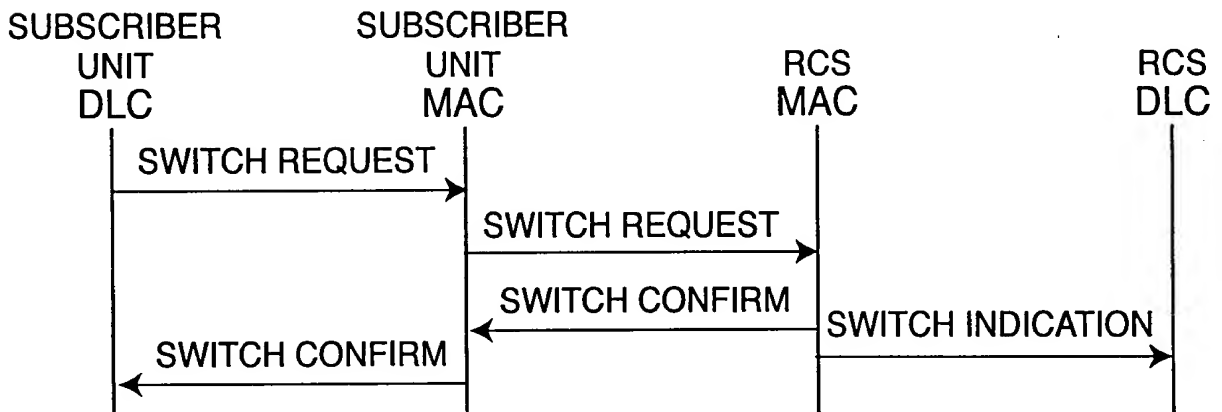 SUBSCRIBER
UNIT
DLC
SUBSCRIBER
UNIT
MAC
RCS
MAC
RCS
DLC
SWITCH REQUEST
SWITCH REQUEST
SWITCH CONFIRM
SWITCH INDICATION
SWITCH CONFIRM